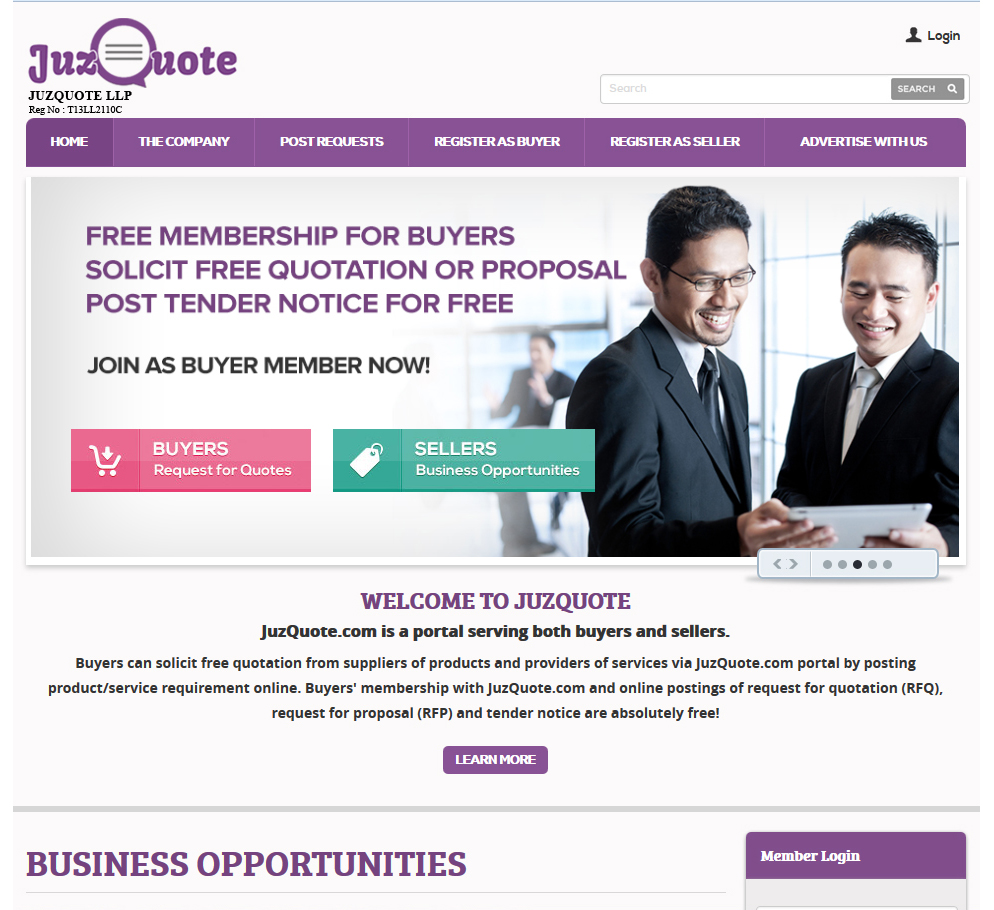 JuzQuote
JUZQUOTE LLP
Reg No : T13LL2110C
Login
Search
SEARCH
HOME
THE COMPANY
POST REQUESTS
REGISTER AS BUYER
REGISTER AS SELLER
ADVERTISE WITH US
FREE MEMBERSHIP FOR BUYERS
SOLICIT FREE QUOTATION OR PROPOSAL
POST TENDER NOTICE FOR FREE
JOIN AS BUYER MEMBER NOW!
BUYERS
Request for Quotes
SELLERS
Business Opportunities
WELCOME TO JUZQUOTE
JuzQuote.com is a portal serving both buyers and sellers.
Buyers can solicit free quotation from suppliers of products and providers of services via JuzQuote.com portal by posting
product/service requirement online. Buyers' membership with JuzQuote.com and online postings of request for quotation (RFQ),
request for proposal (RFP) and tender notice are absolutely free!
LEARN MORE
BUSINESS OPPORTUNITIES
Member Login